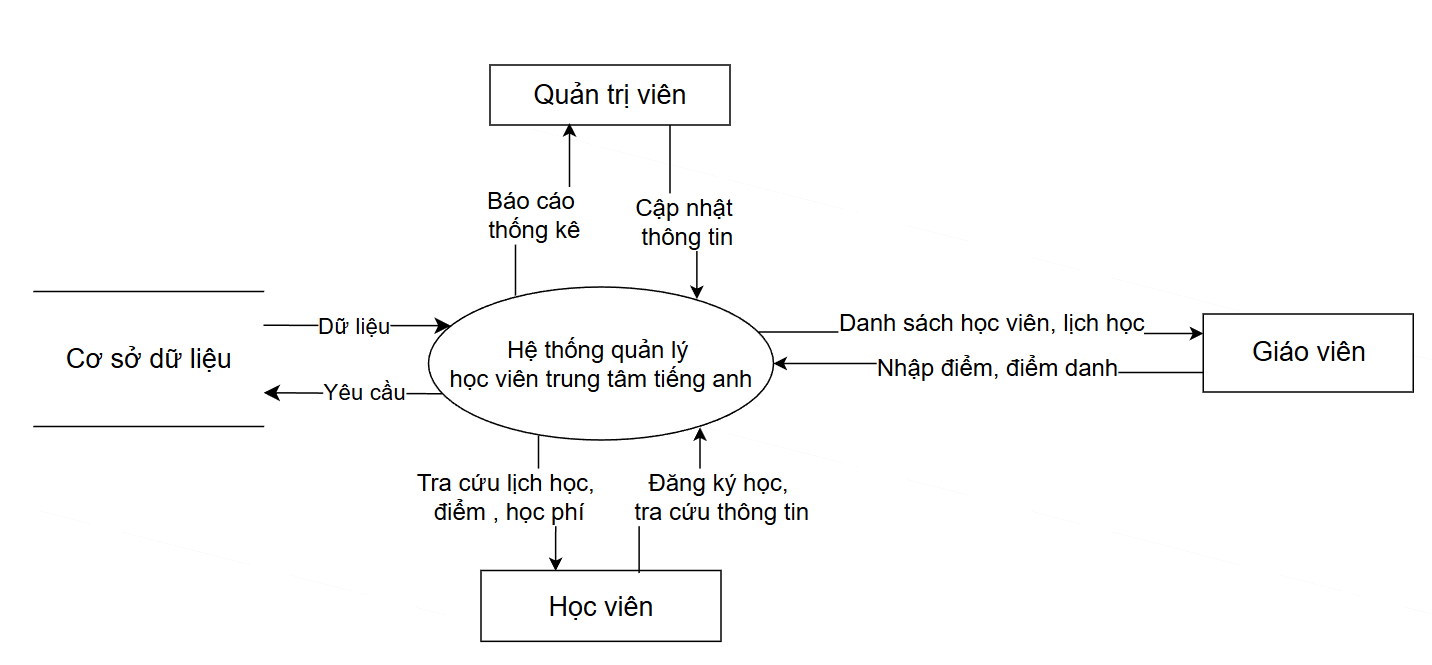 Quản trị viên
Báo cáo
thống kê
Cập nhật
thông tin
Cơ sở dữ liệu
Dữ liệu
Yêu cầu
Hệ thống quản lý
học viên trung tâm tiếng anh
Danh sách học viên, lịch học
Nhập điểm, điểm danh
Giáo viên
Tra cứu lịch học,
điểm , học phí
Đăng ký học,
tra cứu thông tin
Học viên